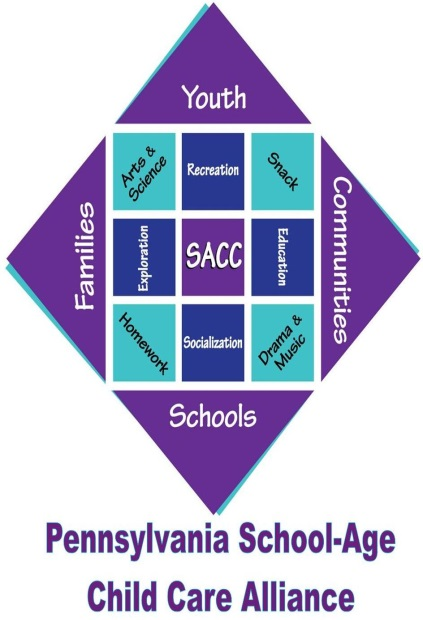 Youth
Families
Communities
Arts &
Science
Recreation
Snack
Exploration
SACC
Education
Homework
Socialization
Drama &
Music
Schools
Pennsylvania School-Age
Child Care Alliance